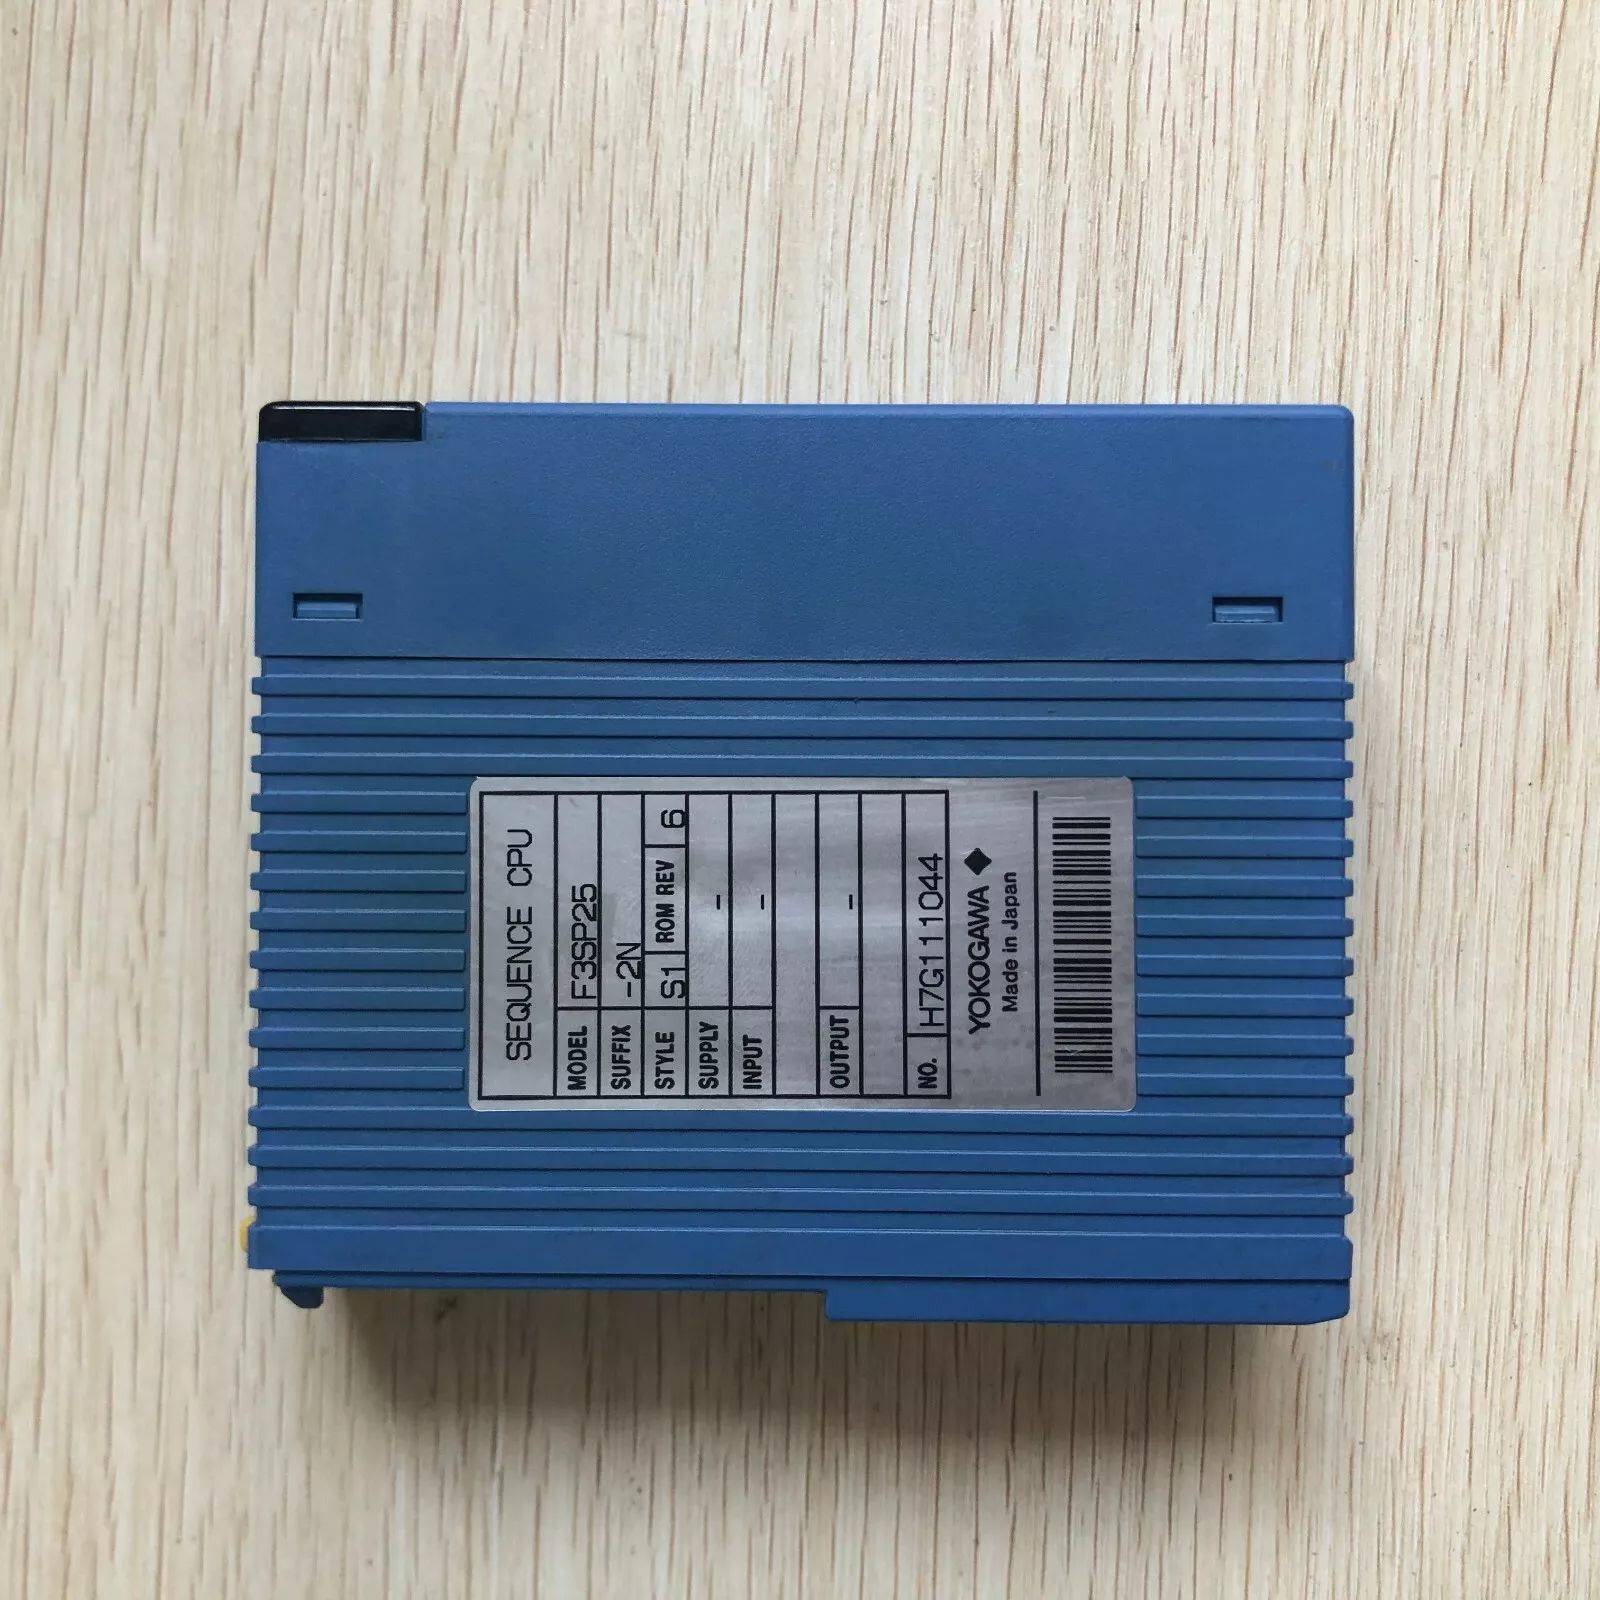 SEQUENCE CPU
MODEL F3SP25
SUFFIX -2N
STYLE S1 ROM REV 6
SUPPLY -
INPUT -
OUTPUT -
NO. H7G111044
YOKOGAWA
Made in Japan